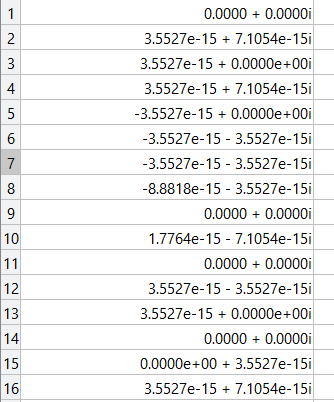 1 0.0000 + 0.0000i
2 3.5527e-15 + 7.1054e-15i
3 3.5527e-15 + 0.0000e+00i
4 3.5527e-15 + 7.1054e-15i
5 -3.5527e-15 + 0.0000e+00i
6 -3.5527e-15 - 3.5527e-15i
7 -3.5527e-15 - 3.5527e-15i
8 -8.8818e-15 - 3.5527e-15i
9 0.0000 + 0.0000i
10 1.7764e-15 - 7.1054e-15i
11 0.0000 + 0.0000i
12 3.5527e-15 - 3.5527e-15i
13 3.5527e-15 + 0.0000e+00i
14 0.0000 + 0.0000i
15 0.0000e+00 + 3.5527e-15i
16 3.5527e-15 + 7.1054e-15i